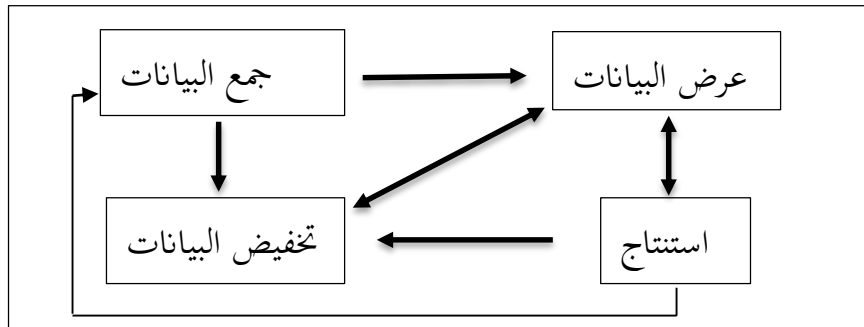 جمع البيانات
عرض البيانات
تخفيض البيانات
استنتاج